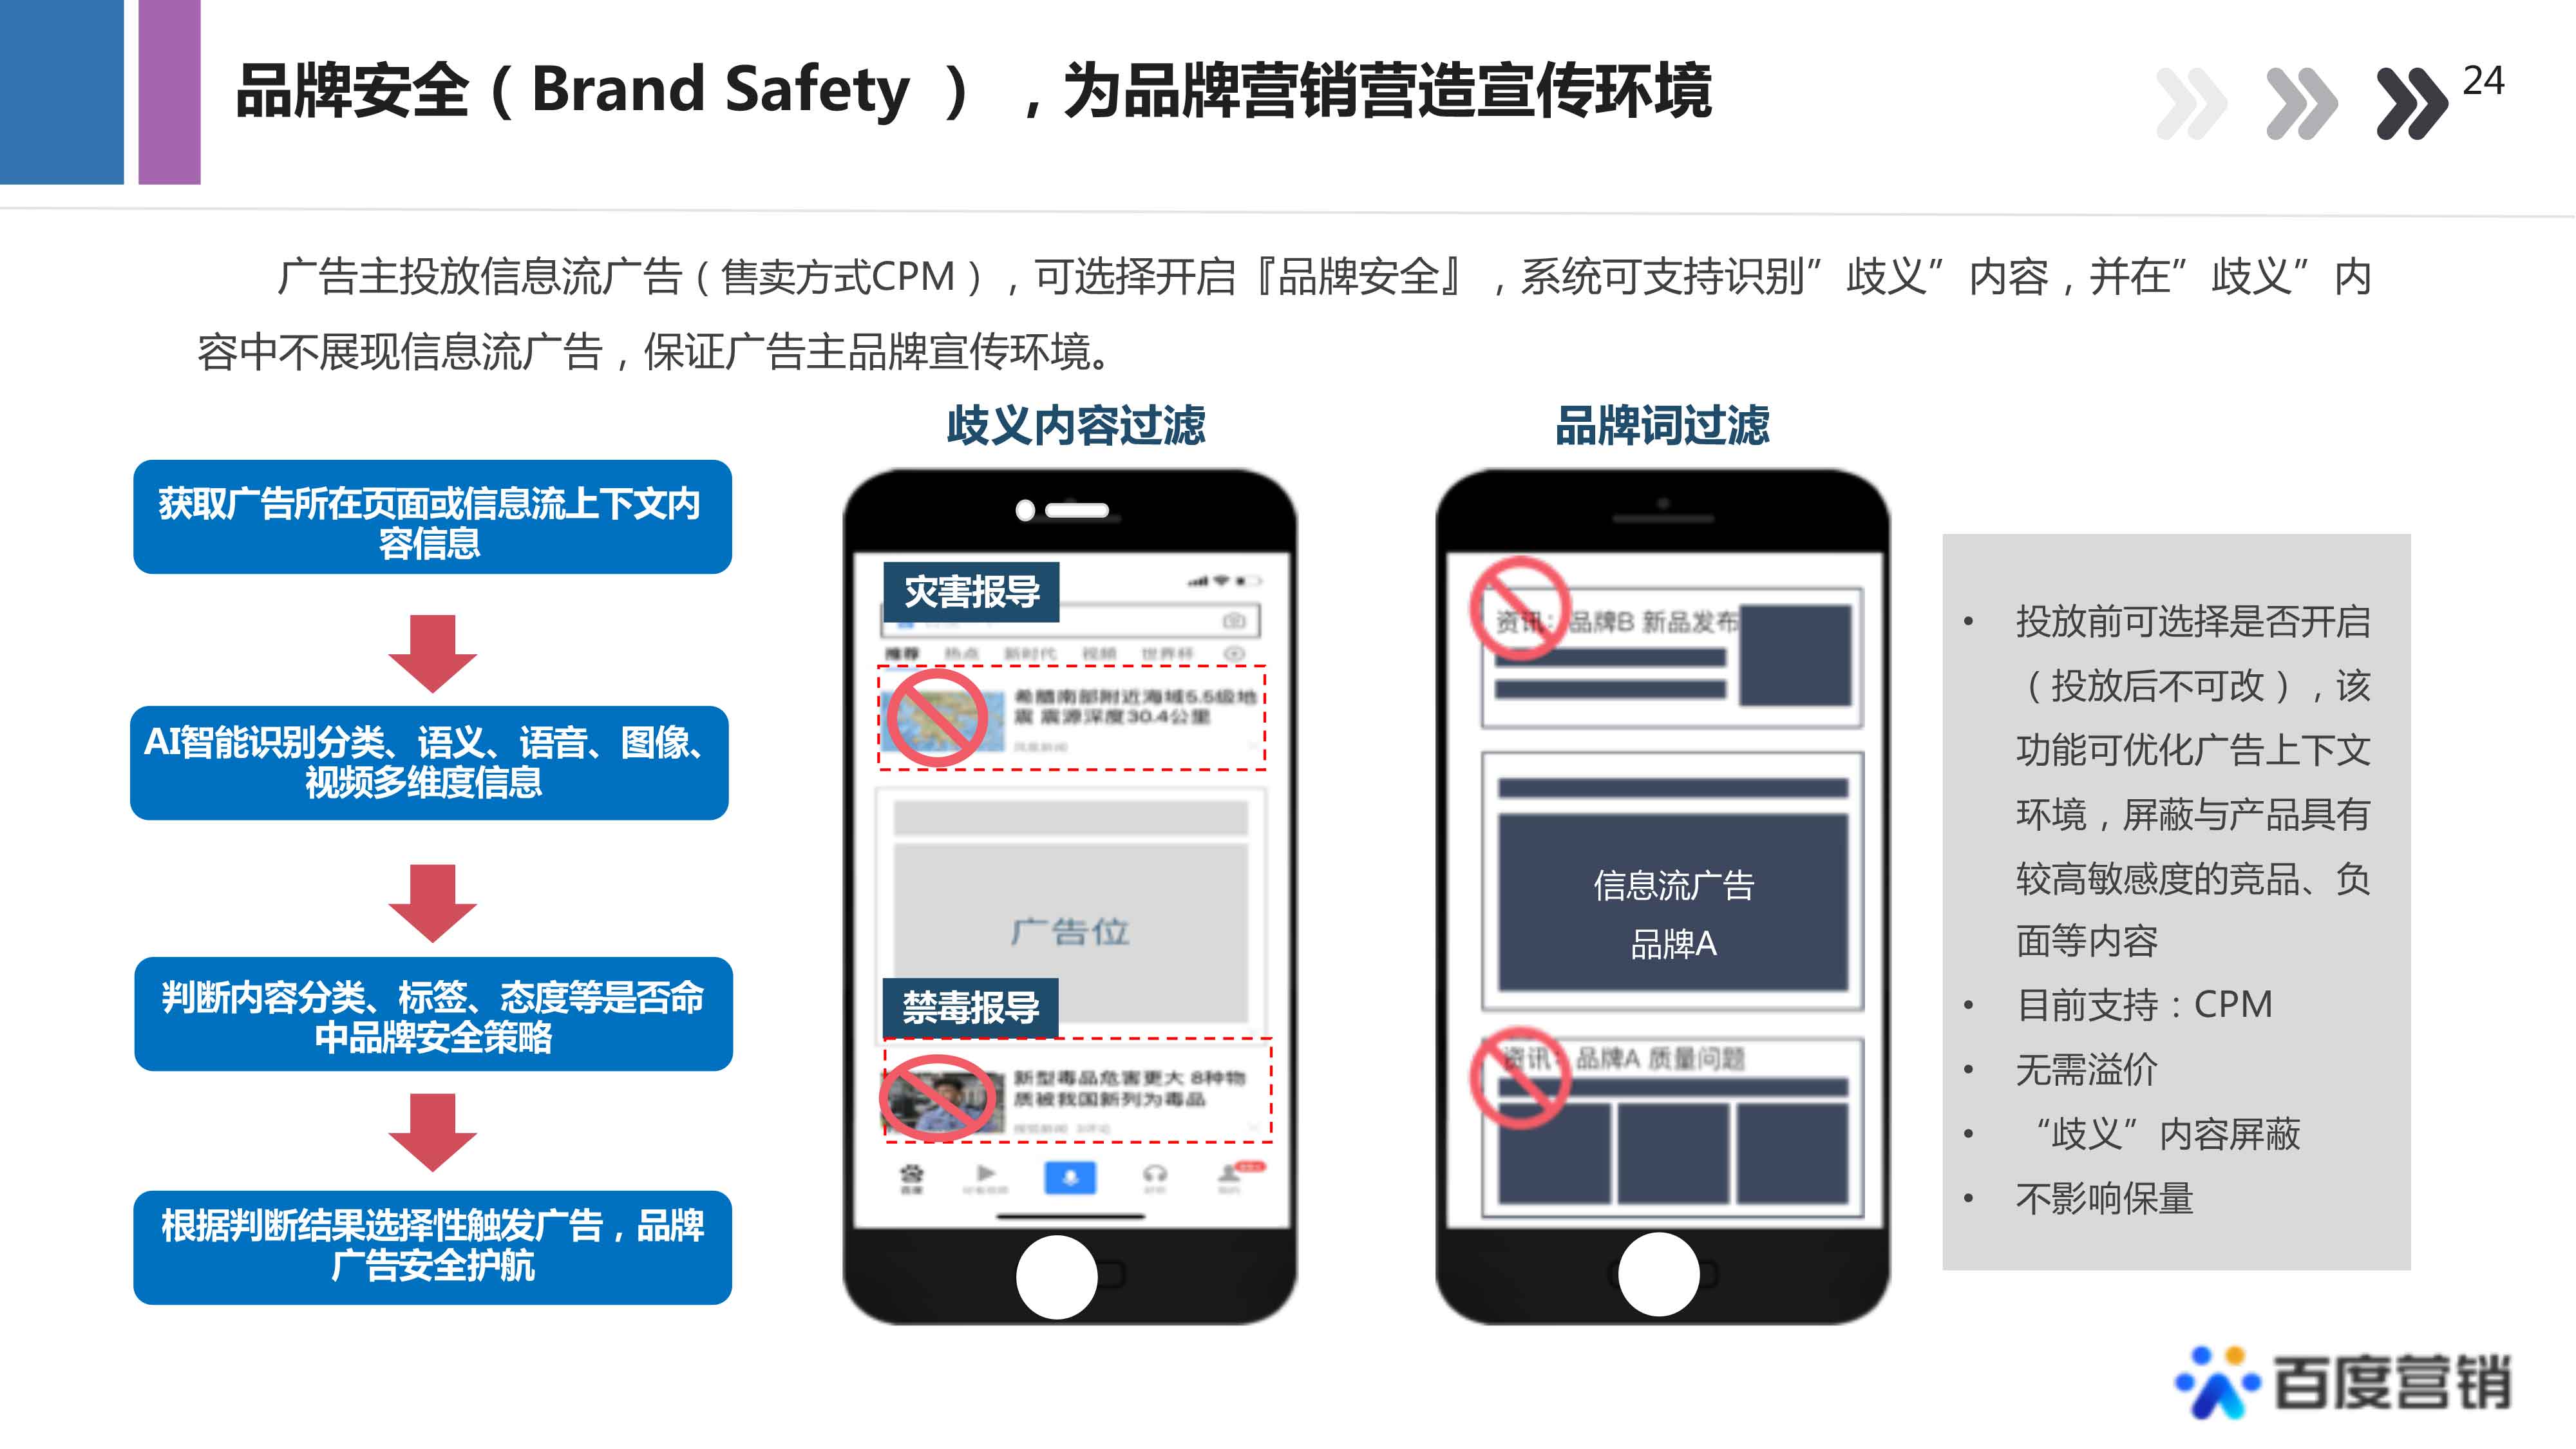 品牌安全（Brand Safety ），为品牌营销营造宣传环境
24
广告主投放信息流广告（售卖方式CPM），可选择开启『品牌安全』，系统可支持识别”歧义”内容，并在”歧义”内
容中不展现信息流广告，保证广告主品牌宣传环境。
获取广告所在页面或信息流上下文内
容信息
AI智能识别分类、语义、语音、图像、
视频多维度信息
判断内容分类、标签、态度等是否命
中品牌安全策略
根据判断结果选择性触发广告，品牌
广告安全护航
歧义内容过滤
灾害报导
推荐 热点 新时代 视频 世界杯
希腊南部附近海域5.5级地
震 震源深度30.4公里
广告位
禁毒报导
新型毒品危害更大 8种物
质被我国新列为毒品
品牌词过滤
资讯：品牌B 新品发布
信息流广告
品牌A
资讯：品牌A 质量问题
• 投放前可选择是否开启
（投放后不可改），该
功能可优化广告上下文
环境，屏蔽与产品具有
较高敏感度的竞品、负
面等内容
• 目前支持：CPM
• 无需溢价
• “歧义”内容屏蔽
• 不影响保量
百度营销